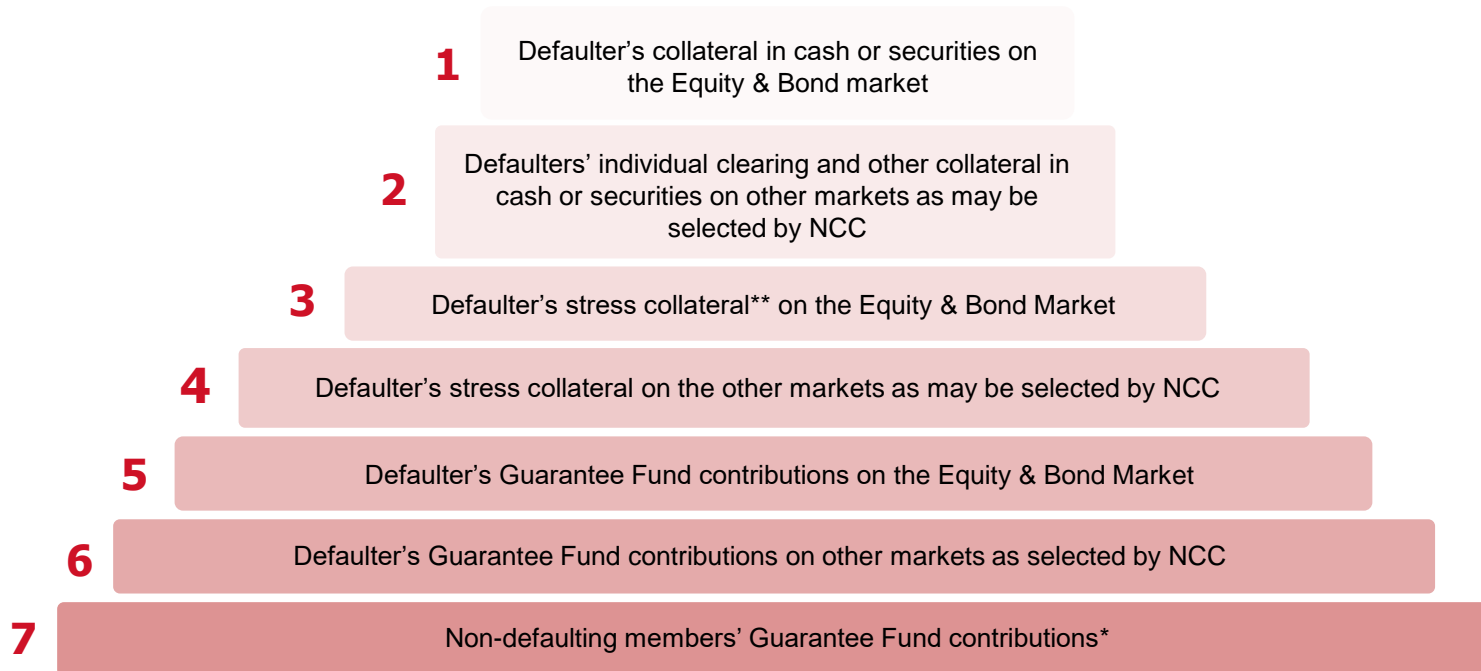 1
Defaulter’s collateral in cash or securities on
the Equity & Bond market
2
Defaulters’ individual clearing and other collateral in
cash or securities on other markets as may be
selected by NCC
3
Defaulter’s stress collateral** on the Equity & Bond Market
4
Defaulter’s stress collateral on the other markets as may be selected by NCC
5
Defaulter’s Guarantee Fund contributions on the Equity & Bond Market
6
Defaulter’s Guarantee Fund contributions on other markets as selected by NCC
7
Non-defaulting members’ Guarantee Fund contributions*